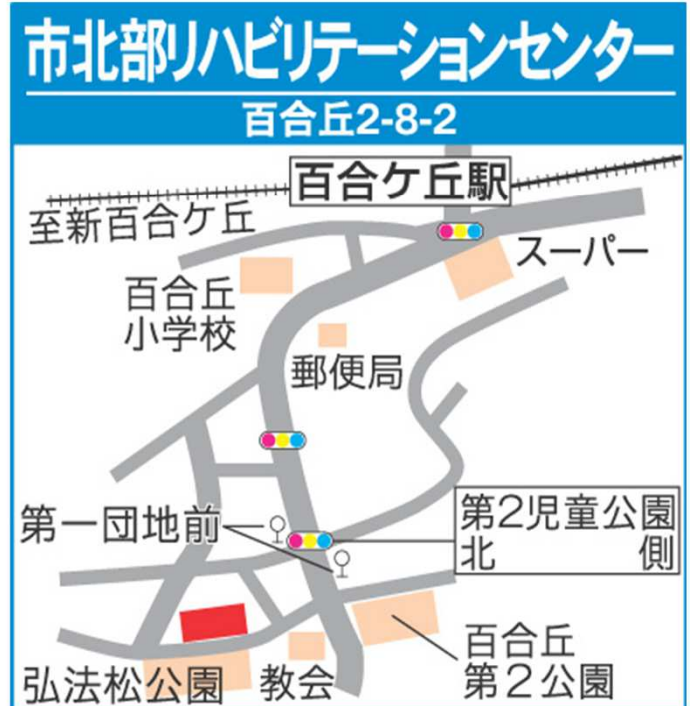 市北部リハビリテーションセンター
百合丘2-8-2
百合ケ丘駅
至新百合ケ丘
スーパー
百合丘
小学校
郵便局
第一団地前
第2児童公園
北側
百合丘
第2公園
弘法松公園
教会